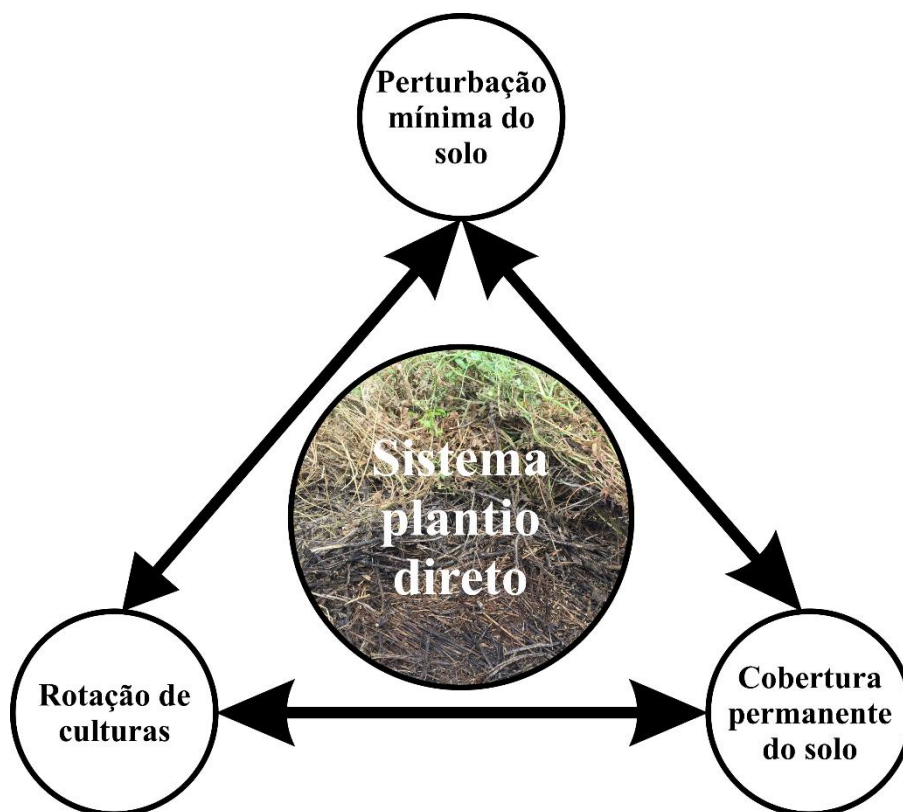 Perturbação
mínima do
solo
Sistema
plantio
direto
Rotação de
culturas
Cobertura
permanente
do solo